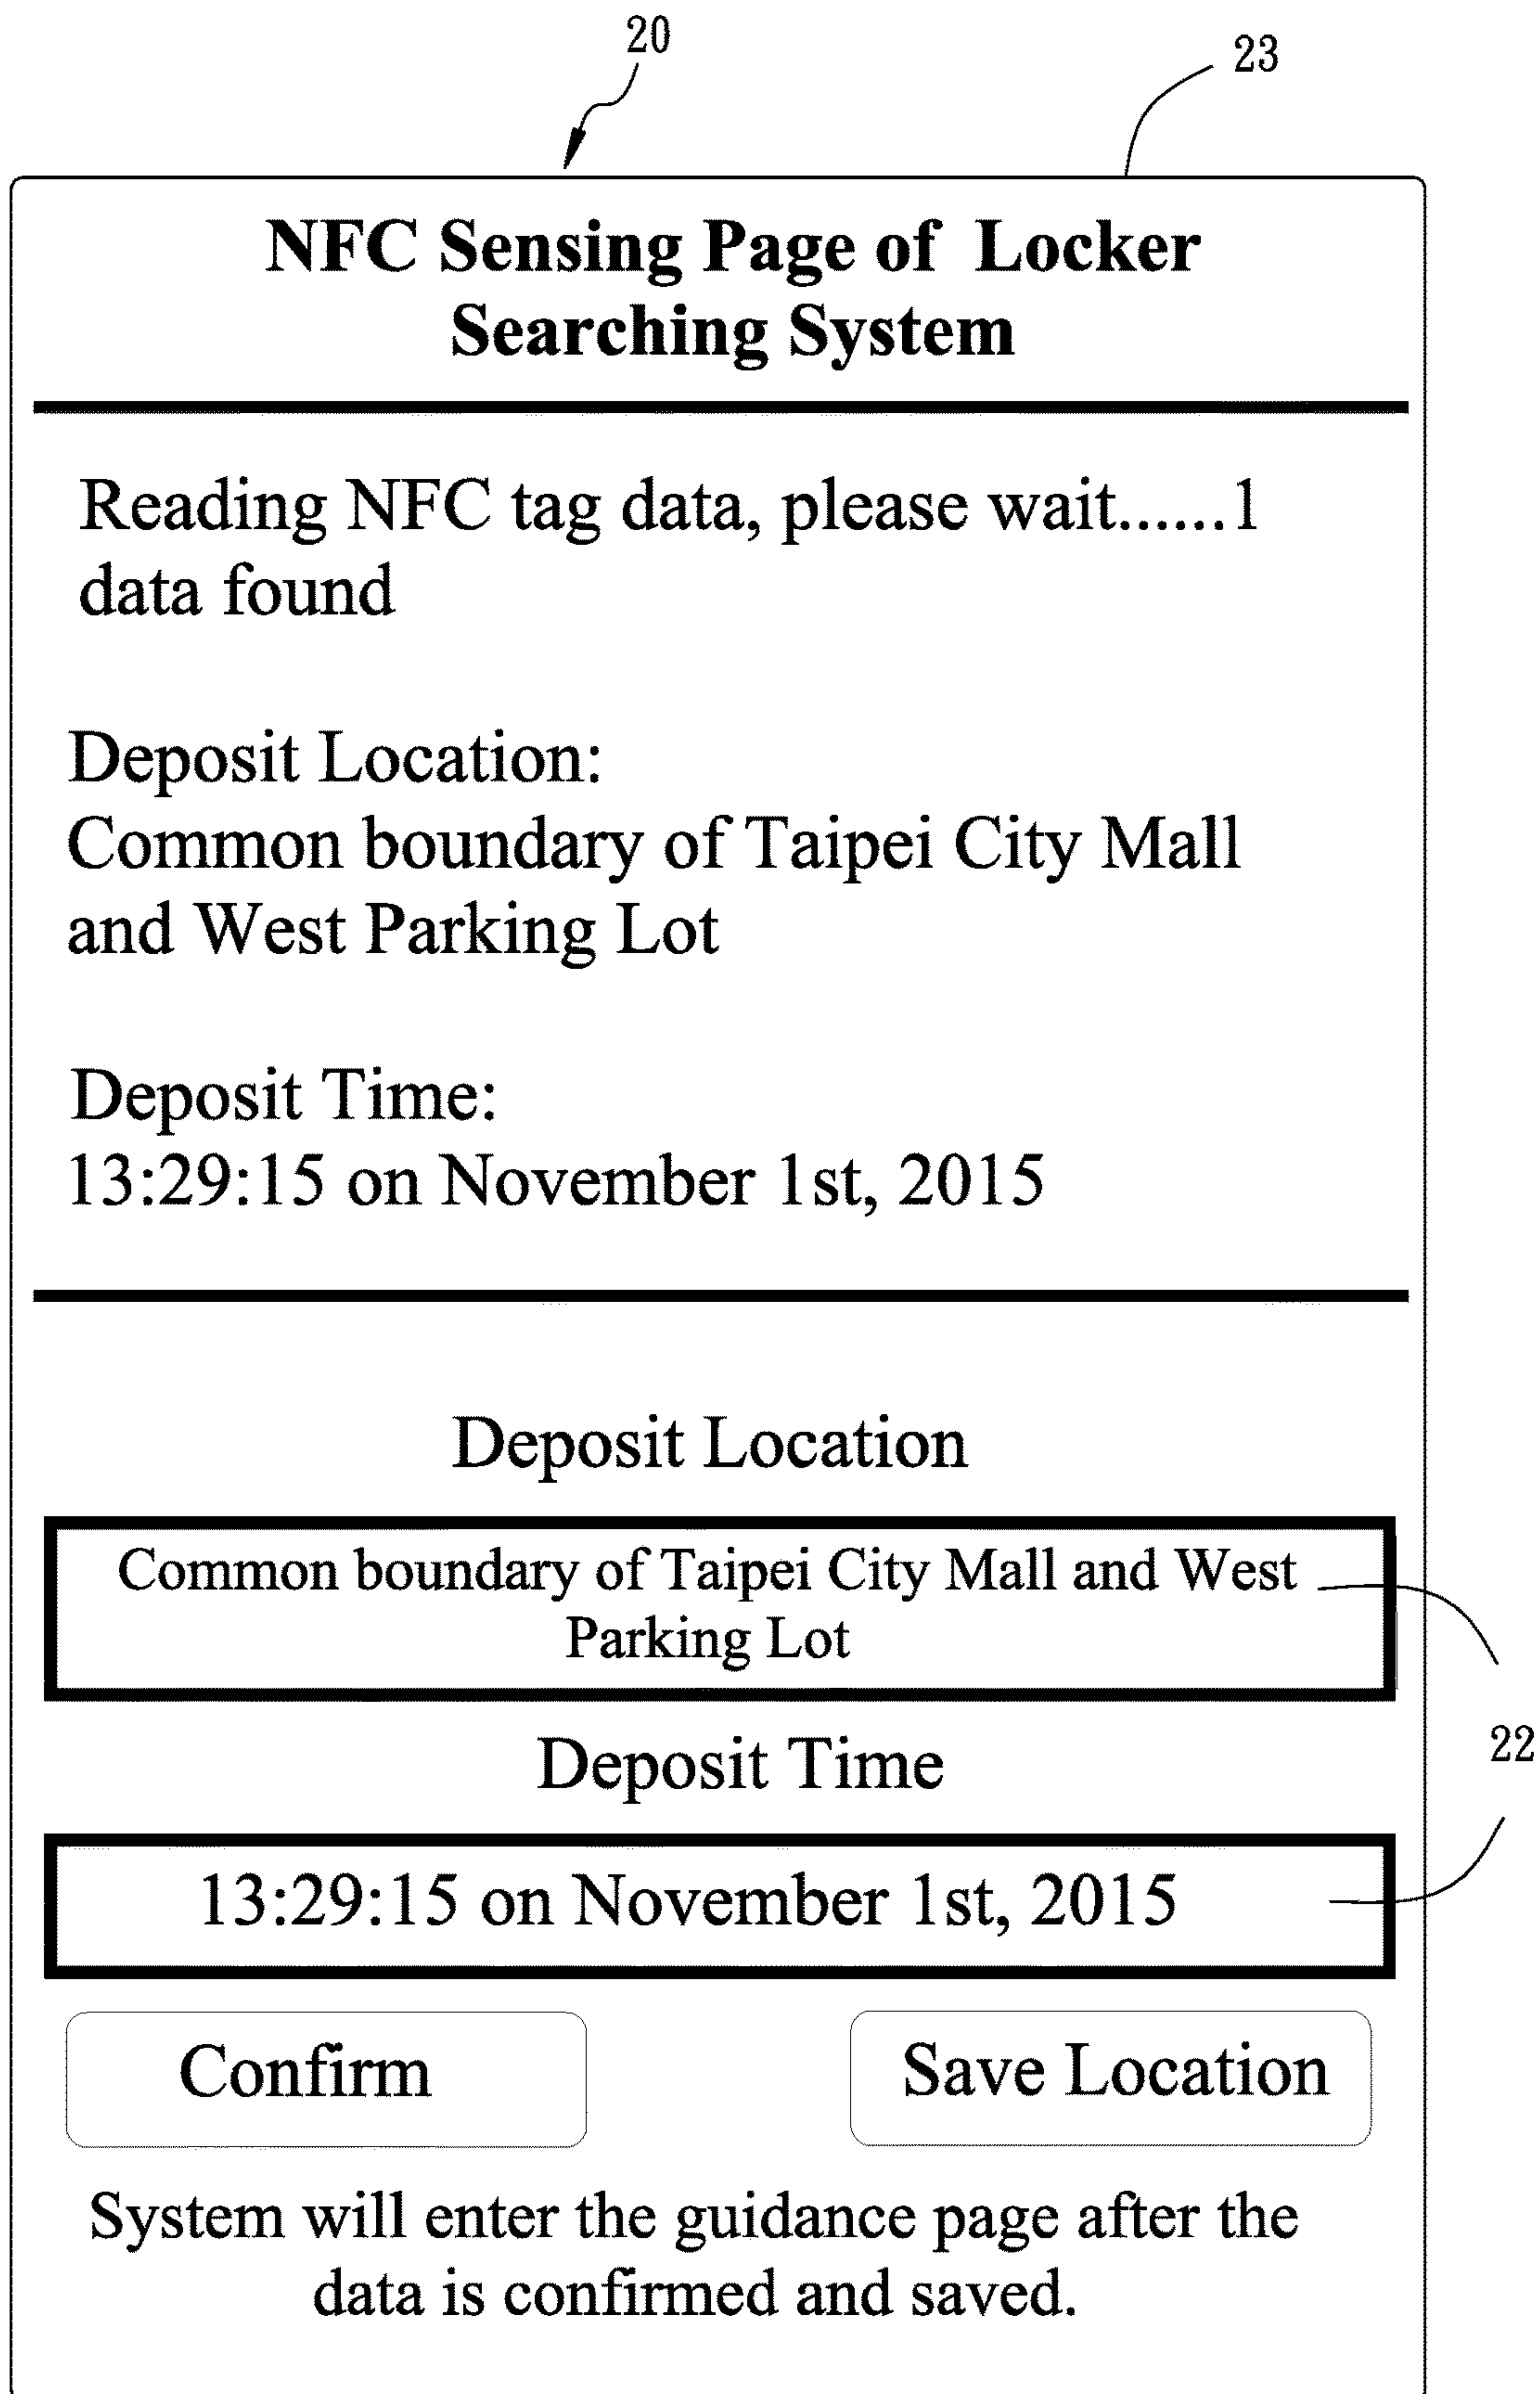 20
23
NFC Sensing Page of Locker
Searching System
Reading NFC tag data, please wait......1
data found
Deposit Location:
Common boundary of Taipei City Mall
and West Parking Lot
Deposit Time:
13:29:15 on November 1st, 2015
Deposit Location
Common boundary of Taipei City Mall and West
Parking Lot
22
Deposit Time
13:29:15 on November 1st, 2015
Confirm
Save Location
System will enter the guidance page after the
data is confirmed and saved.